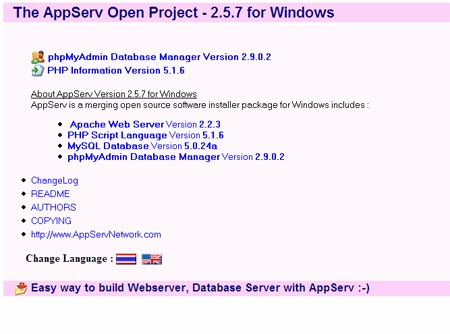 The AppServ Open Project - 2.5.7 for Windows
phpMyAdmin Database Manager Version 2.9.0.2
PHP Information Version 5.1.6
About AppServ Version 2.5.7 for Windows
AppServ is a merging open source software installer package for Windows includes :
Apache Web Server Version 2.2.3
PHP Script Language Version 5.1.6
MySQL Database Version 5.0.24a
phpMyAdmin Database Manager Version 2.9.0.2
ChangeLog
README
AUTHORS
COPYING
http://www.AppServNetwork.com
Change Language :
Easy way to build Webserver, Database Server with AppServ :-)